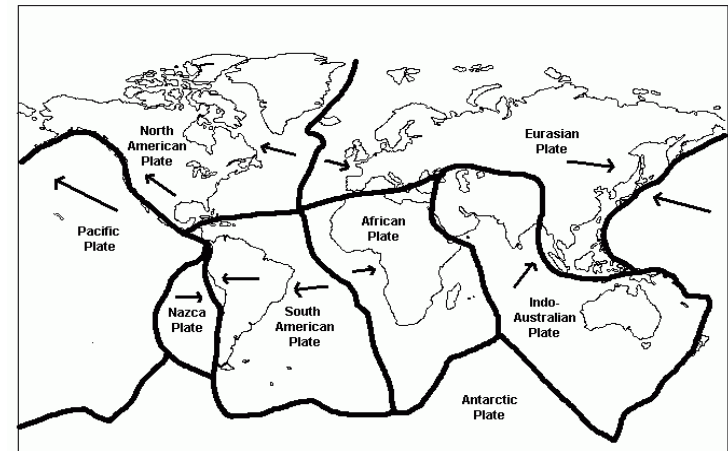 North
American
Plate
Eurasian
Plate
Pacific
Plate
African
Plate
Nazca
Plate
South
American
Plate
Indo-
Australian
Plate
Antarctic
Plate